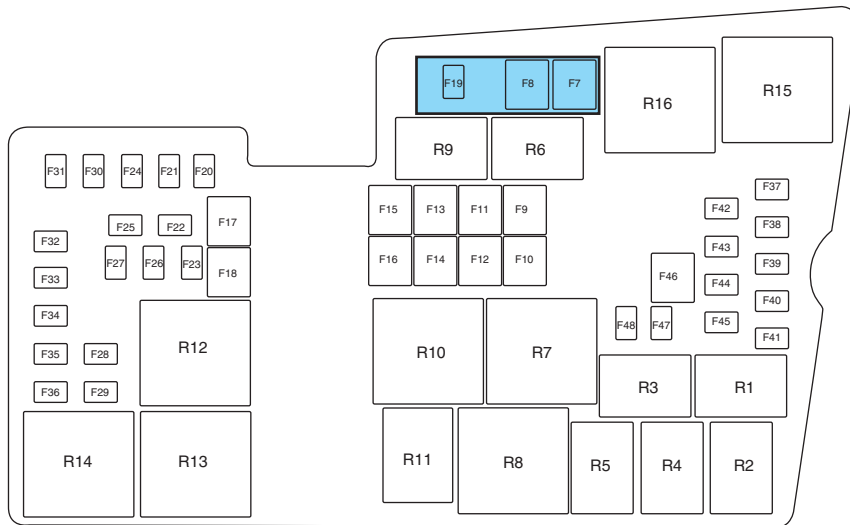 F19 F8 F7
R16 R15
R9 R6
F31 F30 F24 F21 F20
F37
F15 F13 F11 F9
F42
F25 F22 F17
F38
F32
F43
F16 F14 F12 F10
F27 F26 F23 F18
F39
F33
F46 F44
F40
F34
F48 F47 F45
F41
R12 R10 R7
F35 F28
R3 R1
F36 F29
R14 R13
R11 R8 R5 R4 R2